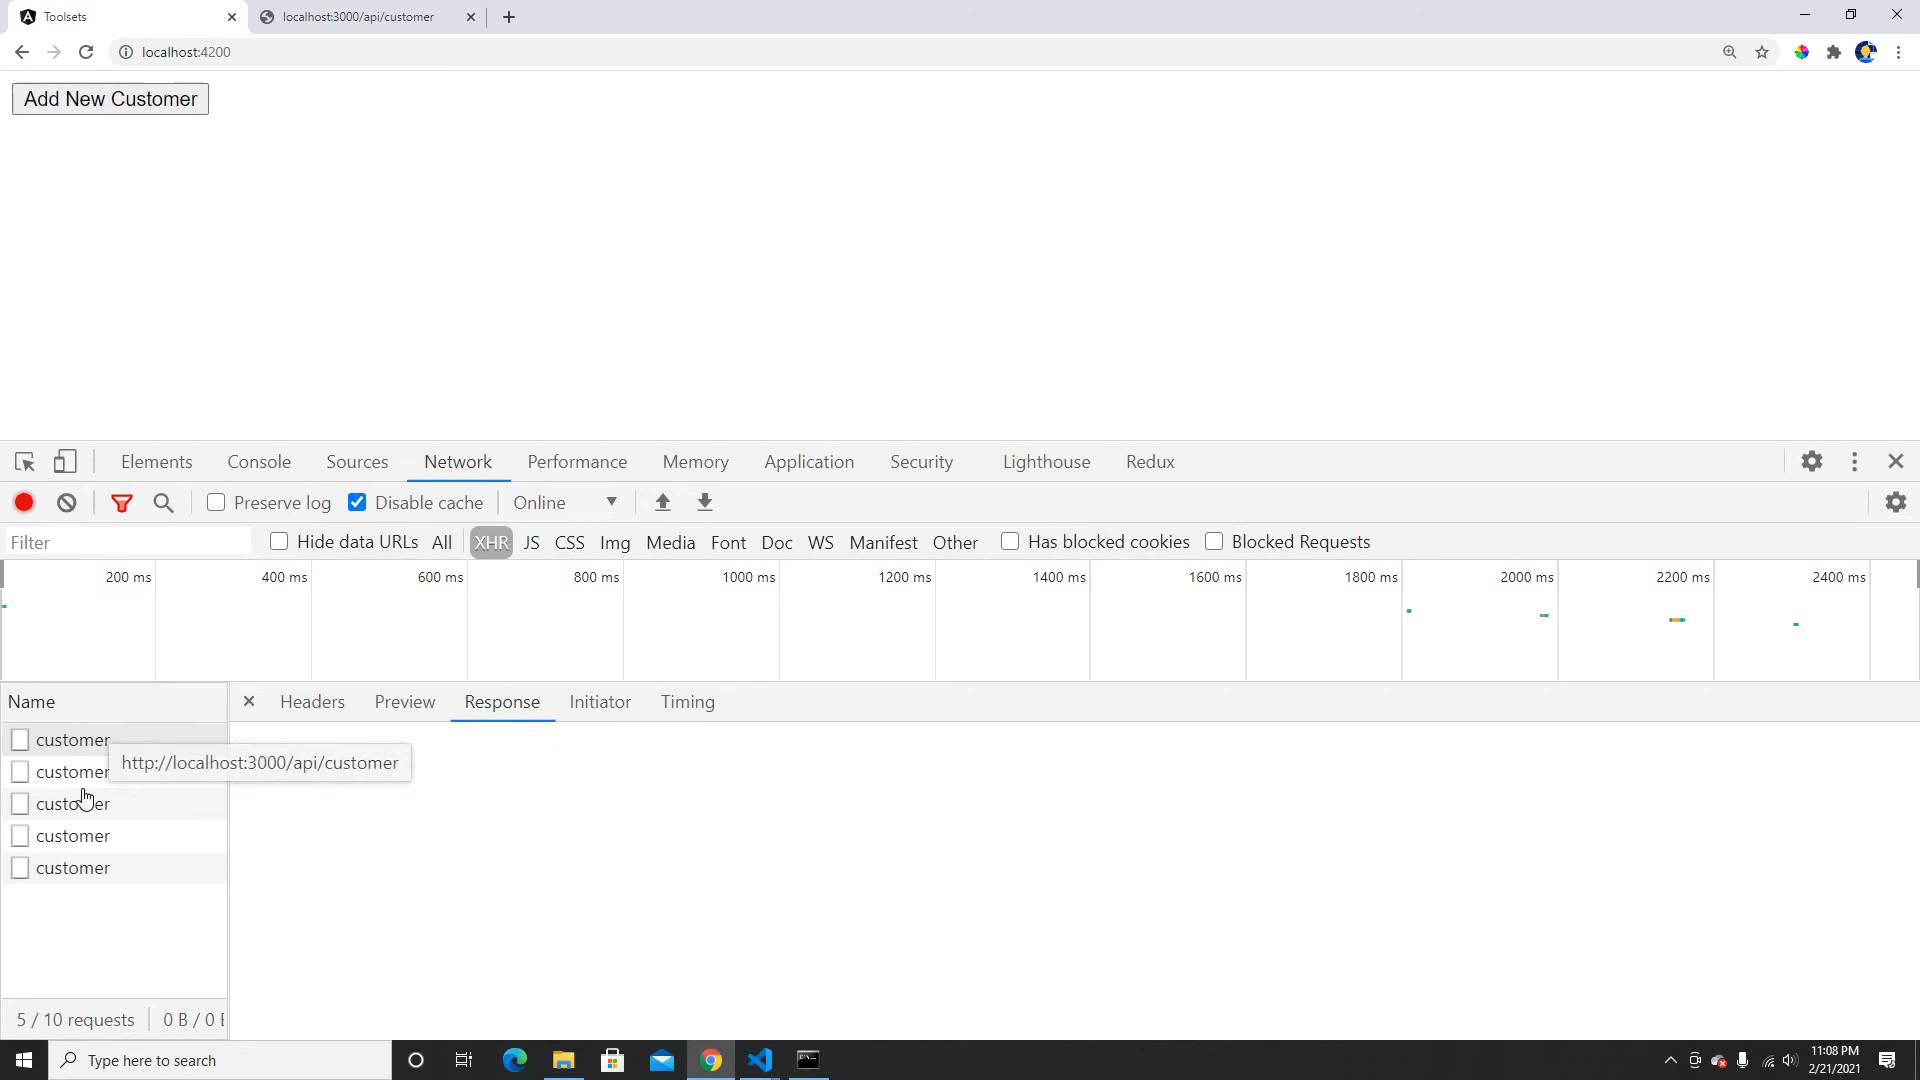 Toolsets
localhost:3000/api/customer
localhost:4200
Add New Customer
Elements Console Sources Network Performance Memory Application Security Lighthouse Redux
Preserve log Disable cache Online
Filter Hide data URLs All XHR JS CSS Img Media Font Doc WS Manifest Other Has blocked cookies Blocked Requests
200 ms 400 ms 600 ms 800 ms 1000 ms 1200 ms 1400 ms 1600 ms 1800 ms 2000 ms 2200 ms 2400 ms
Name Headers Preview Response Initiator Timing
customer
http://localhost:3000/api/customer
customer
customer
customer
customer
5 / 10 requests 0 B / 0
Type here to search
11:08 PM
2/21/2021